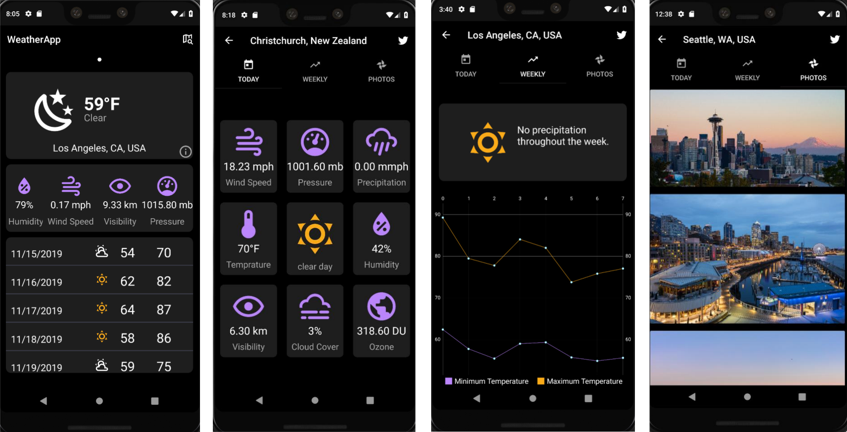 8:05
WeatherApp
59°F
Clear
Los Angeles, CA, USA
79% 0.17 mph 9.33 km 1015.80 mb
Humidity Wind Speed Visibility Pressure
11/15/2019 54 70
11/16/2019 62 82
11/17/2019 64 87
11/18/2019 58 86
11/19/2019 59 75
8:18
Christchurch, New Zealand
TODAY WEEKLY PHOTOS
18.23 mph 1001.60 mb 0.00 mmph
Wind Speed Pressure Precipitation
70°F clear day 42%
Temprature Humidity
6.30 km 3% 318.60 DU
Visibility Cloud Cover Ozone
3:40
Los Angeles, CA, USA
TODAY WEEKLY PHOTOS
No precipitation
throughout the week.
0 1 2 3 4 5 6 7
90 90
80 80
70 70
60 60
Minimum Temperature Maximum Temperature
12:38
Seattle, WA, USA
TODAY WEEKLY PHOTOS